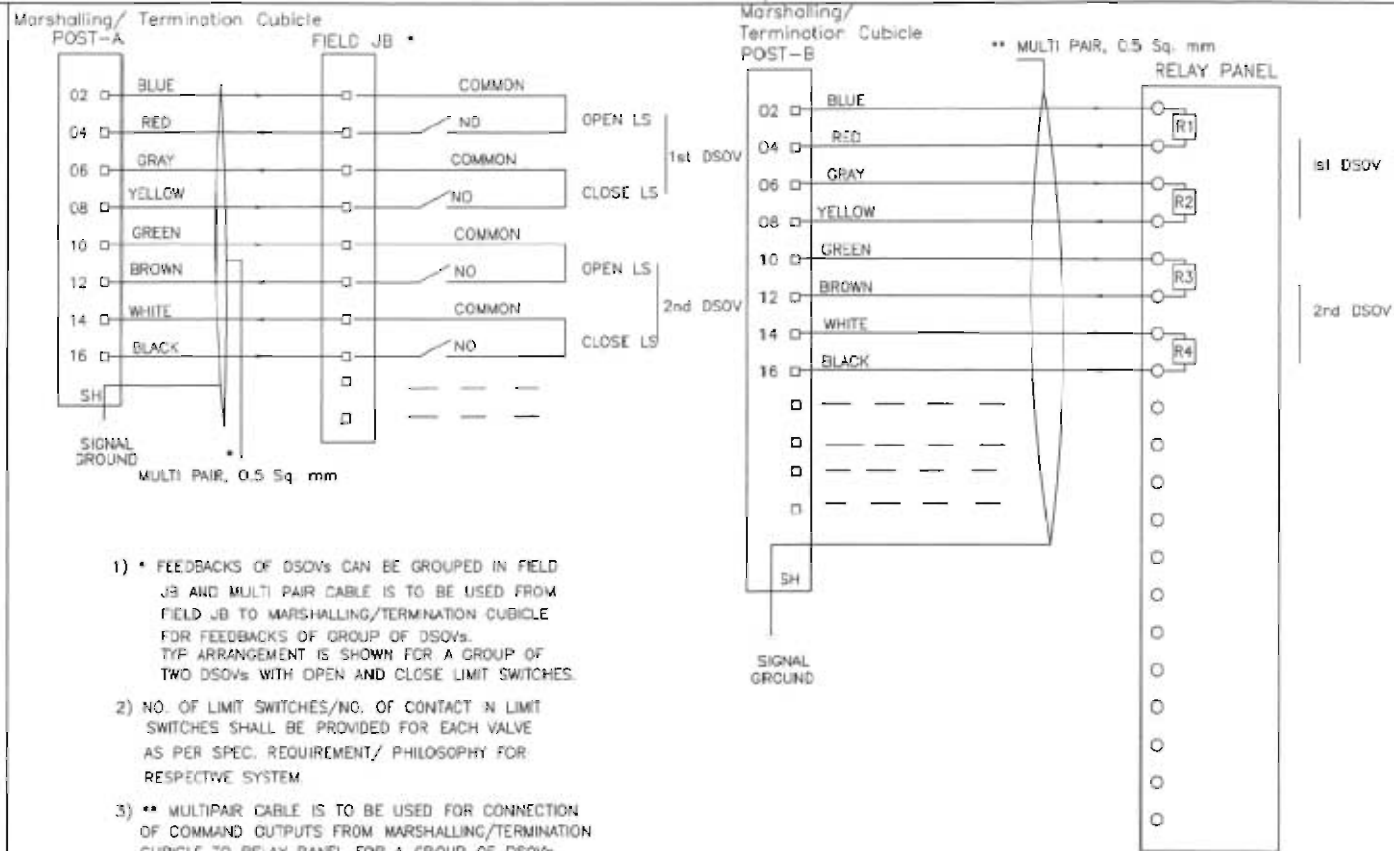 Marshalling/ Termination Cubicle
POST-A
FIELD JB *
02 BLUE COMMON
04 RED NO OPEN LS
06 GRAY COMMON
08 YELLOW NO CLOSE LS
1st DSOV
10 GREEN COMMON
12 BROWN NO OPEN LS
14 WHITE COMMON
16 BLACK NO CLOSE LS
2nd DSOV
SH
SIGNAL
GROUND
*
MULTI PAIR, 0.5 Sq. mm
Marshalling/
Termination Cubicle
POST-B
** MULTI PAIR, 0.5 Sq. mm
RELAY PANEL
02 BLUE
R1
04 RED
06 GRAY
R2
08 YELLOW
1st DSOV
10 GREEN
R3
12 BROWN
14 WHITE
R4
16 BLACK
2nd DSOV
SH
SIGNAL
GROUND
1) * FEEDBACKS OF DSOVs CAN BE GROUPED IN FIELD
JB AND MULTI PAIR CABLE IS TO BE USED FROM
FIELD JB TO MARSHALLING/TERMINATION CUBICLE
FOR FEEDBACKS OF GROUP OF DSOVs.
TYP ARRANGEMENT IS SHOWN FOR A GROUP OF
TWO DSOVs WITH OPEN AND CLOSE LIMIT SWITCHES.
2) NO. OF LIMIT SWITCHES/NO. OF CONTACT N LIMIT
SWITCHES SHALL BE PROVIDED FOR EACH VALVE
AS PER SPEC. REQUIREMENT/ PHILOSOPHY FOR
RESPECTIVE SYSTEM
3) ** MULTIPAIR CABLE IS TO BE USED FOR CONNECTION
OF COMMAND OUTPUTS FROM MARSHALLING/TERMINATION
CUBICLE TO RELAY PANEL FOR A GROUP OF DSOVs